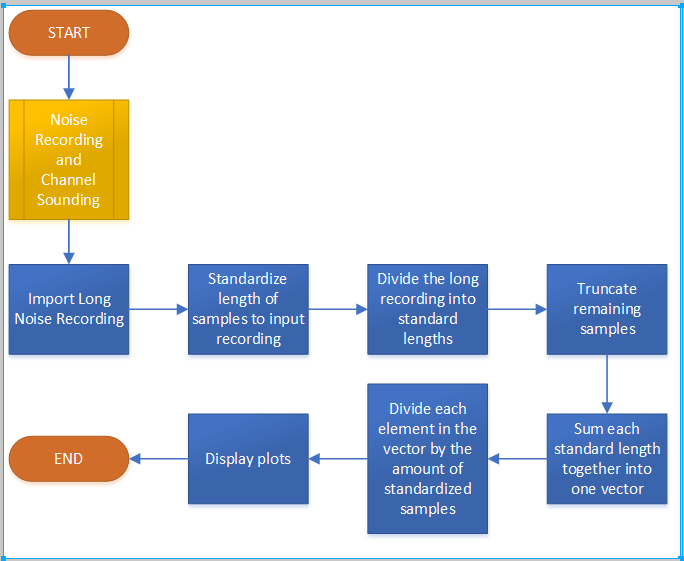 START
Noise
Recording
and
Channel
Sounding
Import Long
Noise Recording
Standardize
length of
samples to input
recording
Divide the long
recording into
standard
lengths
Truncate
remaining
samples
Sum each
standard length
together into
one vector
Divide each
element in the
vector by the
amount of
standardized
samples
Display plots
END